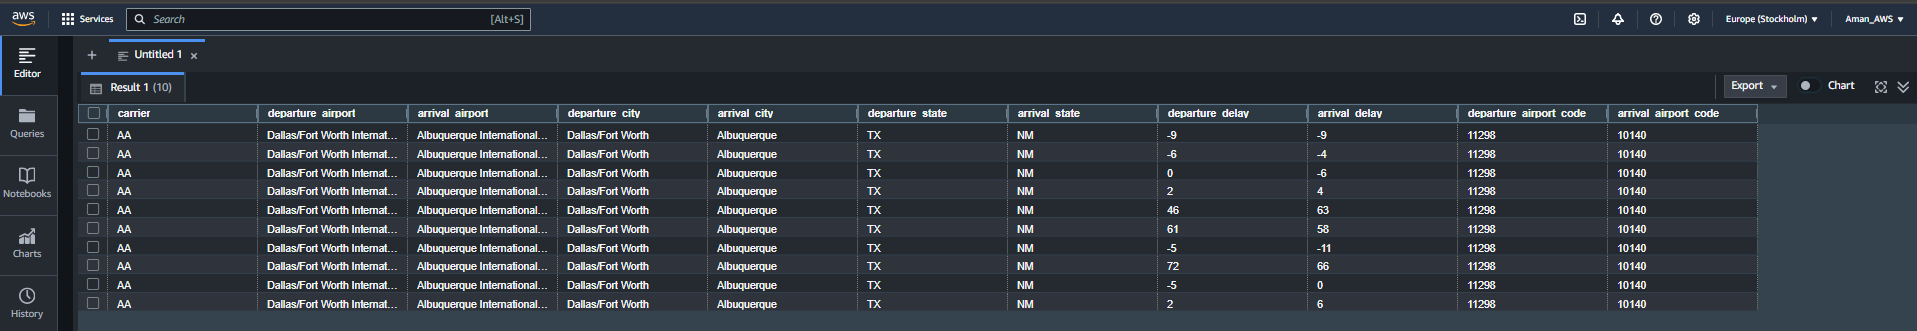 aws Services Search [Alt+S] Europe (Stockholm) Aman_AWS
Editor
Queries
Notebooks
Charts
History
+ Untitled 1 ×
Result 1 (10) Export Chart
carrier departure_airport arrival_airport departure_city arrival_city departure_state arrival_state departure_delay arrival_delay departure_airport_code arrival_airport_code
AA Dallas/Fort Worth Internat... Albuquerque International... Dallas/Fort Worth Albuquerque TX NM -9 -9 11298 10140
AA Dallas/Fort Worth Internat... Albuquerque International... Dallas/Fort Worth Albuquerque TX NM -6 -4 11298 10140
AA Dallas/Fort Worth Internat... Albuquerque International... Dallas/Fort Worth Albuquerque TX NM 0 -6 11298 10140
AA Dallas/Fort Worth Internat... Albuquerque International... Dallas/Fort Worth Albuquerque TX NM 2 4 11298 10140
AA Dallas/Fort Worth Internat... Albuquerque International... Dallas/Fort Worth Albuquerque TX NM 46 63 11298 10140
AA Dallas/Fort Worth Internat... Albuquerque International... Dallas/Fort Worth Albuquerque TX NM 61 58 11298 10140
AA Dallas/Fort Worth Internat... Albuquerque International... Dallas/Fort Worth Albuquerque TX NM -5 -11 11298 10140
AA Dallas/Fort Worth Internat... Albuquerque International... Dallas/Fort Worth Albuquerque TX NM 72 66 11298 10140
AA Dallas/Fort Worth Internat... Albuquerque International... Dallas/Fort Worth Albuquerque TX NM -5 0 11298 10140
AA Dallas/Fort Worth Internat... Albuquerque International... Dallas/Fort Worth Albuquerque TX NM 2 6 11298 10140